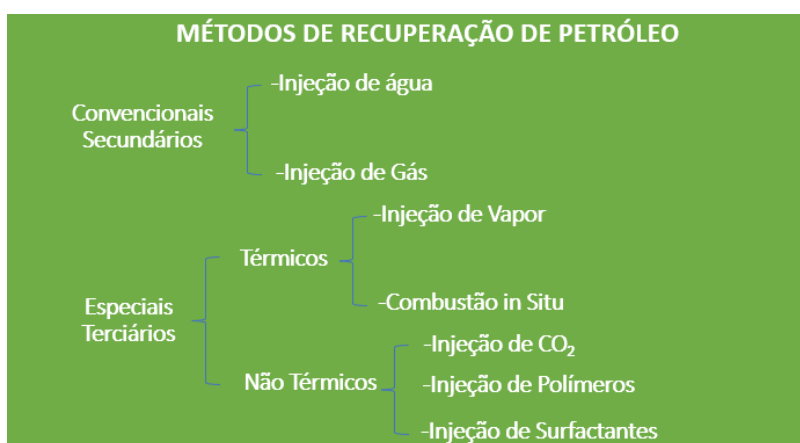 MÉTODOS DE RECUPERAÇÃO DE PETRÓLEO
Convencionais
Secundários
-Injeção de água
-Injeção de Gás
Especiais
Terciários
Térmicos
-Injeção de Vapor
-Combustão in Situ
Não Térmicos
-Injeção de CO₂
-Injeção de Polímeros
-Injeção de Surfactantes